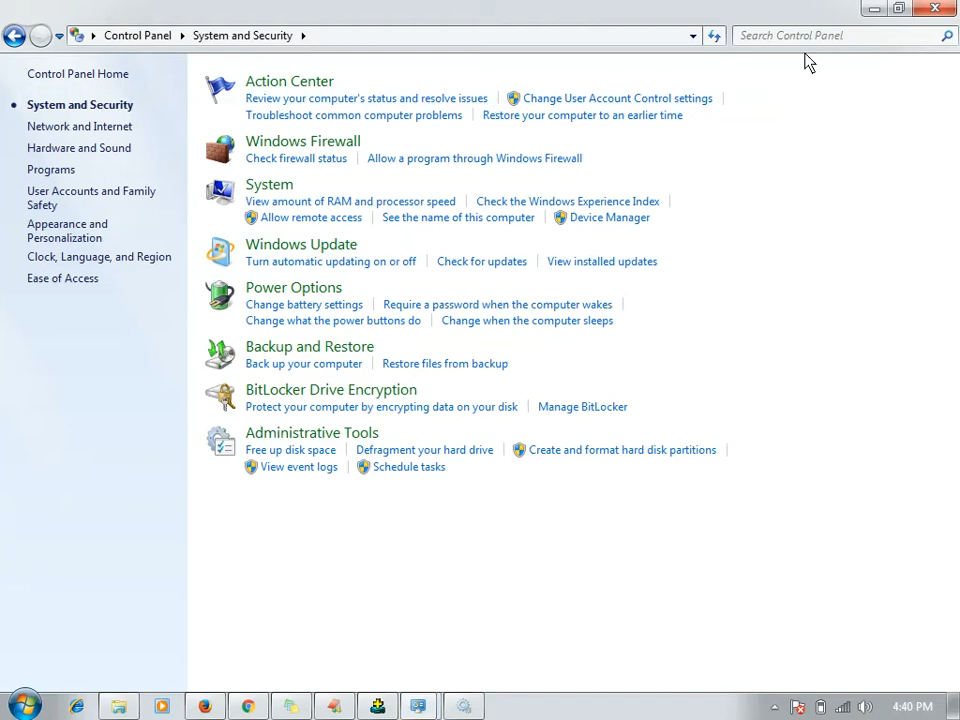 Control Panel
System and Security
Search Control Panel
Control Panel Home
System and Security
Network and Internet
Hardware and Sound
Programs
User Accounts and Family
Safety
Appearance and
Personalization
Clock, Language, and Region
Ease of Access
Action Center
Review your computer's status and resolve issues
Change User Account Control settings
Troubleshoot common computer problems
Restore your computer to an earlier time
Windows Firewall
Check firewall status
Allow a program through Windows Firewall
System
View amount of RAM and processor speed
Check the Windows Experience Index
Allow remote access
See the name of this computer
Device Manager
Windows Update
Turn automatic updating on or off
Check for updates
View installed updates
Power Options
Change battery settings
Require a password when the computer wakes
Change what the power buttons do
Change when the computer sleeps
Backup and Restore
Back up your computer
Restore files from backup
BitLocker Drive Encryption
Protect your computer by encrypting data on your disk
Manage BitLocker
Administrative Tools
Free up disk space
Defragment your hard drive
Create and format hard disk partitions
View event logs
Schedule tasks
4:40 PM